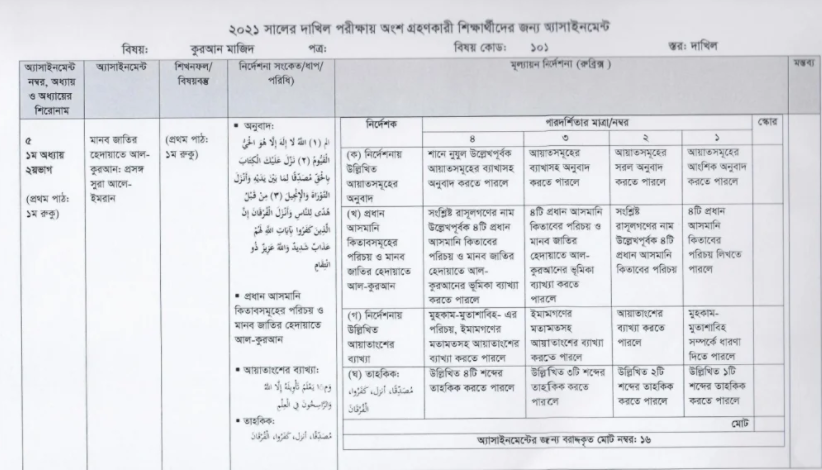 ২০২১ সালের দাখিল পরীক্ষায় অংশ গ্রহণকারী শিক্ষার্থীদের জন্য অ্যাসাইনমেন্ট
বিষয়: কুরআন মাজিদ পত্র: বিষয় কোড: ১০১ স্তর: দাখিল
অ্যাসাইনমেন্ট
নম্বর, অধ্যায়
ও অধ্যায়ের
শিরোনাম
অ্যাসাইনমেন্ট
শিখনফল/
বিষয়বস্তু
নির্দেশনা সংকেত/ধাপ/
পরিধি)
মূল্যায়ন নির্দেশনা (রুব্রিক্স )
মন্তব্য
৫
১ম অধ্যায়
২য়ভাগ
(প্রথম পাঠ:
১ম রুকু)
মানব জাতির
হেদায়াতে আল-
কুরআন: প্রসঙ্গ
সুরা আলে-
ইমরান
(প্রথম পাঠ:
১ম রুকু)
• অনুবাদ:
الم (١) اللهُ لَا إِلَهَ إِلَّا هُوَ الْحَيُّ
الْقَيُّومُ (٢) نَزَّلَ عَلَيْكَ الْكِتَابَ
بِالْحَقِّ مُصَدِّقًا لِمَا بَيْنَ يَدَيْهِ وَأَنْزَلَ
التَّوْرَاةَ وَالْإِنْجِيلَ (٣) مِنْ قَبْلُ
هُدًى لِلنَّاسِ وَأَنْزَلَ الْفُرْقَانَ إِنَّ
الَّذِينَ كَفَرُوا بِآيَاتِ اللهِ لَهُمْ
عَذَابٌ شَدِيدٌ وَاللهُ عَزِيزٌ ذُو
انْتِقَامٍ
• প্রধান আসমানি
কিতাবসমূহের পরিচয় ও
মানব জাতির হেদায়াতে
আল-কুরআন
• আয়াতাংশের ব্যাখ্যা:
وَمَا يَعْلَمُ تَأْوِيلَهُ إِلَّا اللهُ
وَالرَّاسِخُونَ فِي الْعِلْمِ
• তাহকিক:
مُصَدِّقًا، أنزل، كَفَرُوا، الْفُرْقَانَ
নির্দেশক
পারদর্শিতার মাত্রা/নম্বর
স্কোর
৪ ৩ ২ ১
(ক) নির্দেশনায়
উল্লিখিত
আয়াতসমূহের
অনুবাদ
শানে নুযুল উল্লেখপূর্বক
আয়াতসমূহের ব্যাখ্যাসহ
অনুবাদ করতে পারলে
আয়াতসমূহের
ব্যাখ্যাসহ অনুবাদ
করতে পারলে
আয়াতসমূহের
সরল অনুবাদ
করতে পারলে
আয়াতসমূহের
আংশিক অনুবাদ
করতে পারলে
(খ) প্রধান
আসমানি
কিতাবসমূহের
পরিচয় ও মানব
জাতির হেদায়াতে
আল-কুরআন
সংশ্লিষ্ট রাসূলগণের নাম
উল্লেখপূর্বক ৪টি প্রধান
আসমানি কিতাবের
পরিচয় ও মানব জাতির
হেদায়াতে আল-
কুরআনের ভূমিকা ব্যাখ্যা
করতে পারলে
৪টি প্রধান আসমানি
কিতাবের পরিচয় ও
মানব জাতির
হেদায়াতে আল-
কুরআনের ভূমিকা
ব্যাখ্যা করতে
পারলে
সংশ্লিষ্ট
রাসূলগণের নাম
উল্লেখপূর্বক ৪টি
প্রধান আসমানি
কিতাবের পরিচয়
৪টি প্রধান
আসমানি
কিতাবের
পরিচয় লিখতে
পারলে
(গ) নির্দেশনায়
উল্লিখিত
আয়াতাংশের
ব্যাখ্যা
মুহকাম-মুতাশাবিহ- এর
পরিচয়, ইমামগণের
মতামতসহ আয়াতাংশের
ব্যাখ্যা করতে পারলে
ইমামগণের
মতামতসহ
আয়াতাংশের ব্যাখ্যা
করতে পারলে
আয়াতাংশের
ব্যাখ্যা করতে
পারলে
মুহকাম-
মুতাশাবিহ
সম্পর্কে ধারণা
দিতে পারলে
(ঘ) তাহকিক:
مُصَدِّقًا، أنزل، كَفَرُوا،
الْفُرْقَانَ
উল্লিখিত ৪টি শব্দের
তাহকিক করতে পারলে
উল্লিখিত ৩টি শব্দের
তাহকিক করতে
পারলে
উল্লিখিত ২টি
শব্দের তাহকিক
করতে পারলে
উল্লিখিত ১টি
শব্দের তাহকিক
করতে পারলে
মোট
অ্যাসাইনমেন্টের জন্য বরাদ্দকৃত মোট নম্বর: ১৬